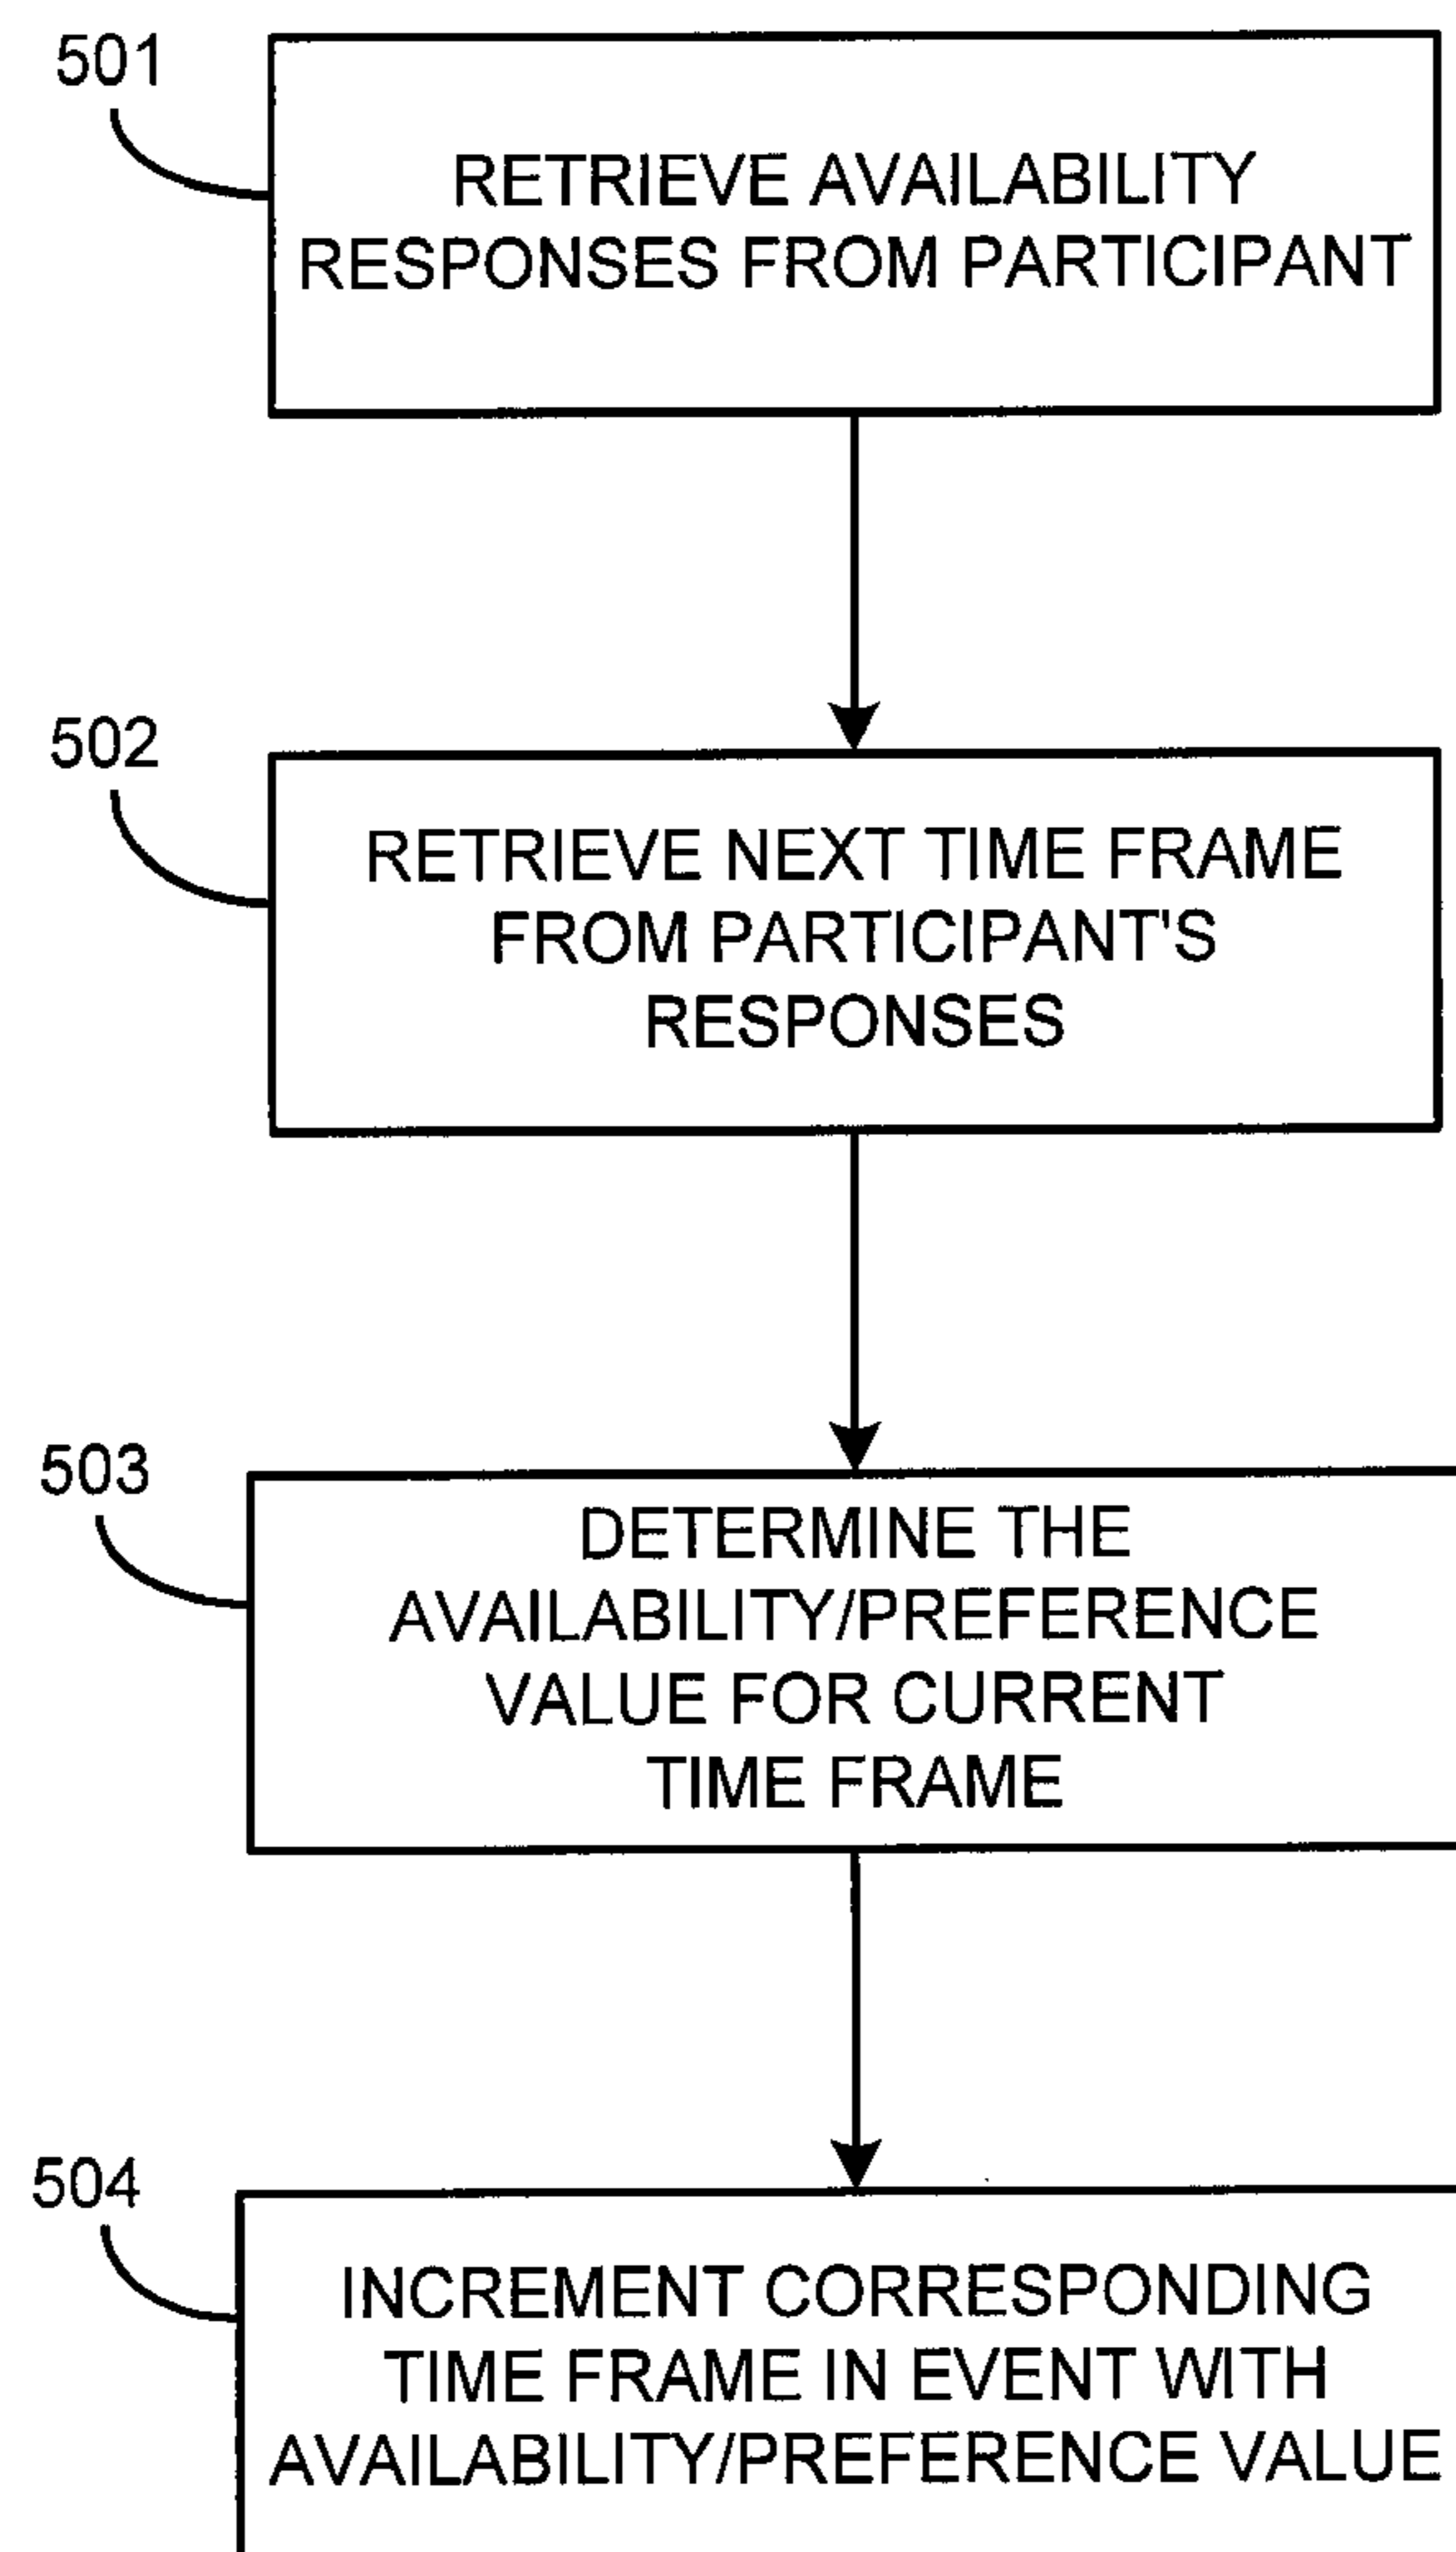 501
RETRIEVE AVAILABILITY
RESPONSES FROM PARTICIPANT
502
RETRIEVE NEXT TIME FRAME
FROM PARTICIPANT'S
RESPONSES
503
DETERMINE THE
AVAILABILITY/PREFERENCE
VALUE FOR CURRENT
TIME FRAME
504
INCREMENT CORRESPONDING
TIME FRAME IN EVENT WITH
AVAILABILITY/PREFERENCE VALUE